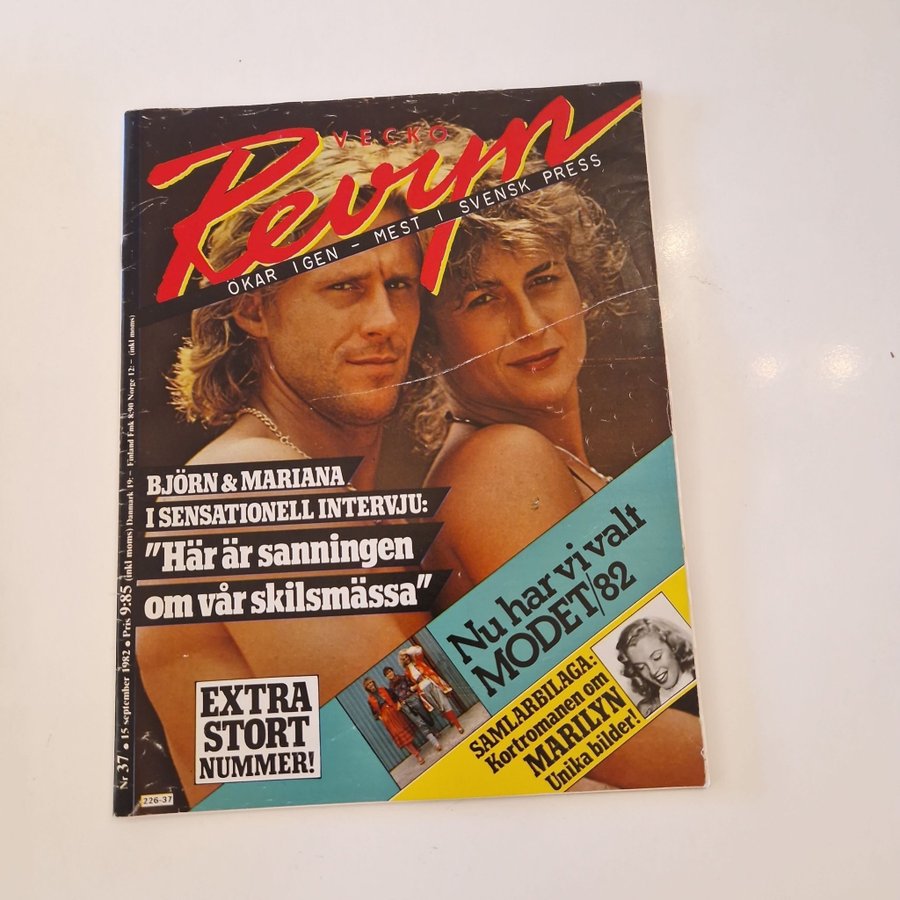 VECKO
Revyn
ÖKAR IGEN – MEST I SVENSK PRESS
BJÖRN & MARIANA
I SENSATIONELL INTERVJU:
"Här är sanningen
om vår skilsmässa"
Nu har vi valt
MODET/82
SAMLARBILAGA:
Kortromanen om
MARILYN
Unika bilder!
EXTRA
STORT
NUMMER!
226-37
Nr 37 • 15 september 1982 • Pris 9:85 (inkl moms) Danmark 19:– Finland Fmk 8:90 Norge 12:– (inkl moms)